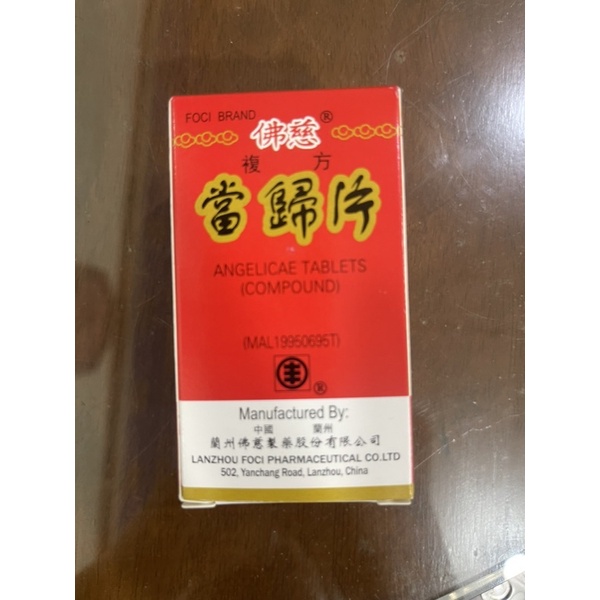 FOCI BRAND
佛慈®
複方
當歸片
ANGELICAE TABLETS
(COMPOUND)
(MAL19950695T)
®
Manufactured By:
中國 蘭州
蘭州佛慈製藥股份有限公司
LANZHOU FOCI PHARMACEUTICAL CO.LTD
502, Yanchang Road, Lanzhou, China